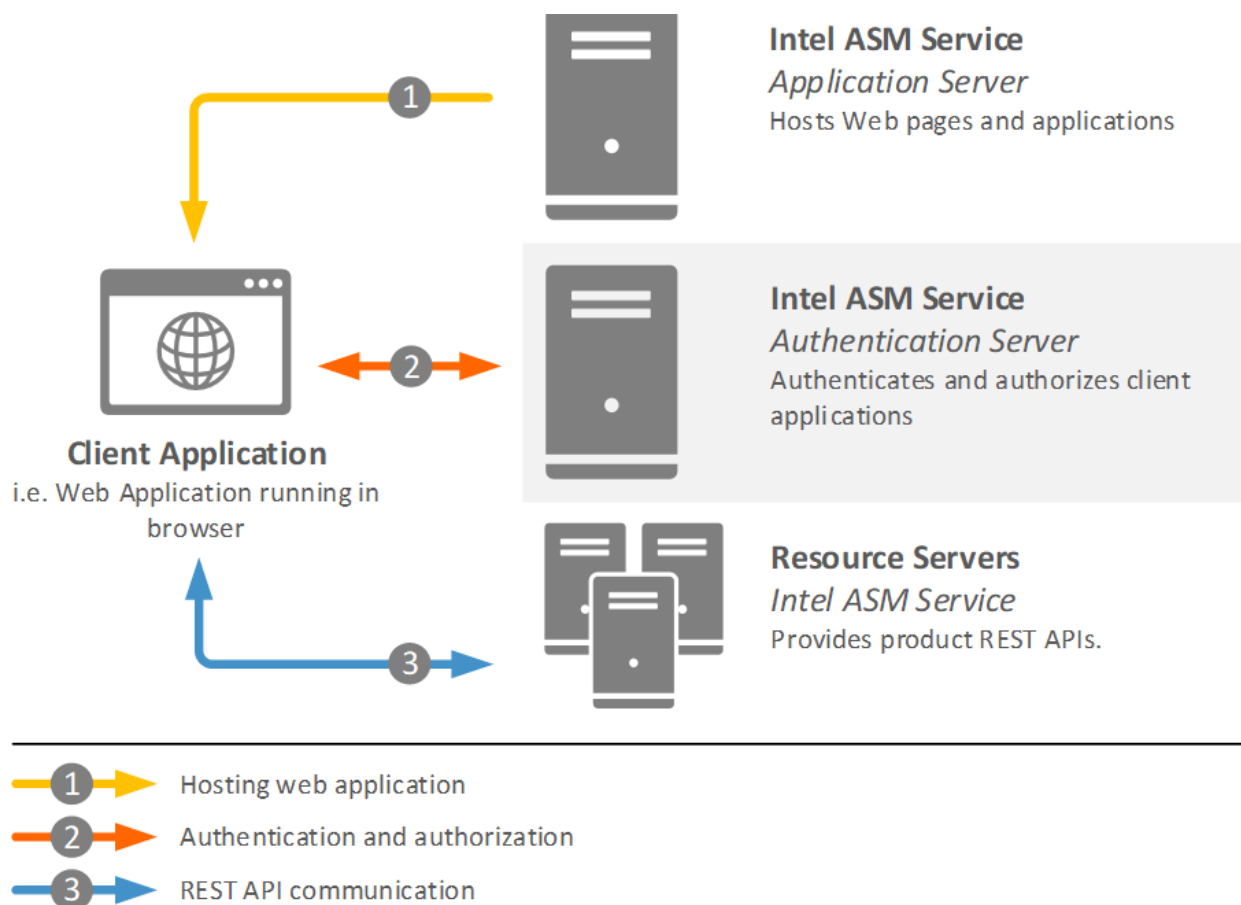 Intel ASM Service
Application Server
Hosts Web pages and applications
1
Intel ASM Service
Authentication Server
Authenticates and authorizes client
applications
2
Client Application
i.e. Web Application running in
browser
Resource Servers
Intel ASM Service
Provides product REST APIs.
3
1 Hosting web application
2 Authentication and authorization
3 REST API communication